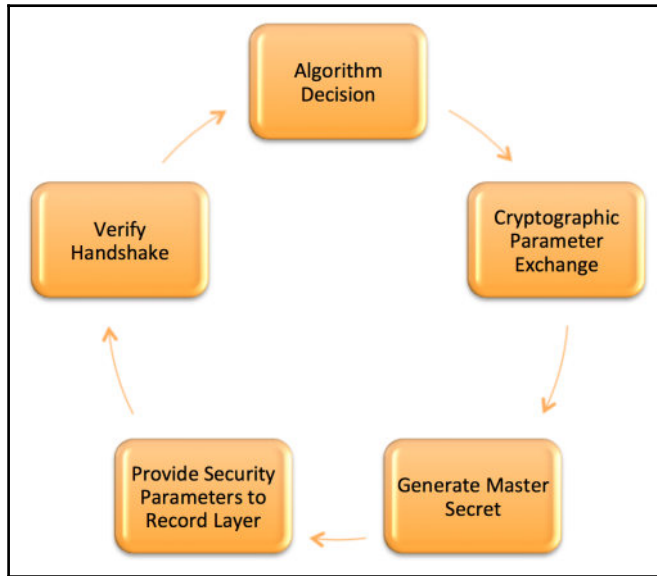 Algorithm
Decision
Cryptographic
Parameter
Exchange
Generate Master
Secret
Provide Security
Parameters to
Record Layer
Verify
Handshake